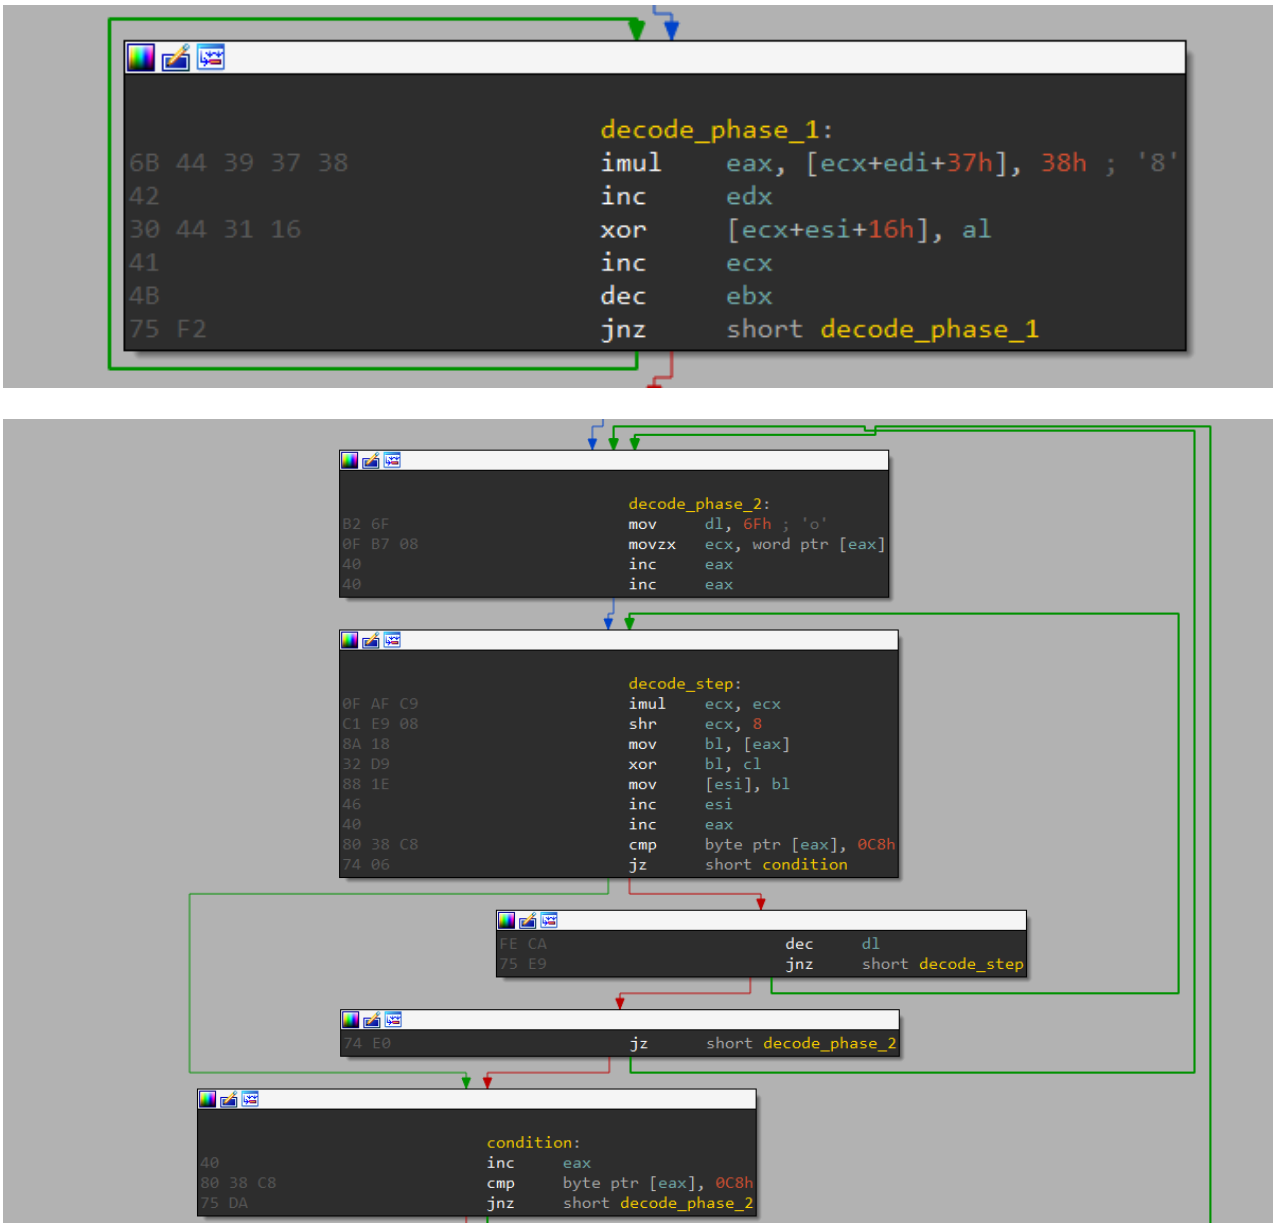 decode_phase_1:
6B 44 39 37 38 imul eax, [ecx+edi+37h], 38h ; '8'
42 inc edx
30 44 31 16 xor [ecx+esi+16h], al
41 inc ecx
4B dec ebx
75 F2 jnz short decode_phase_1
decode_phase_2:
B2 6F mov dl, 6Fh ; 'o'
0F B7 08 movzx ecx, word ptr [eax]
40 inc eax
40 inc eax
decode_step:
0F AF C9 imul ecx, ecx
C1 E9 08 shr ecx, 8
8A 18 mov bl, [eax]
32 D9 xor bl, cl
88 1E mov [esi], bl
46 inc esi
40 inc eax
80 38 C8 cmp byte ptr [eax], 0C8h
74 06 jz short condition
FE CA dec dl
75 E9 jnz short decode_step
74 E0 jz short decode_phase_2
condition:
40 inc eax
80 38 C8 cmp byte ptr [eax], 0C8h
75 DA jnz short decode_phase_2